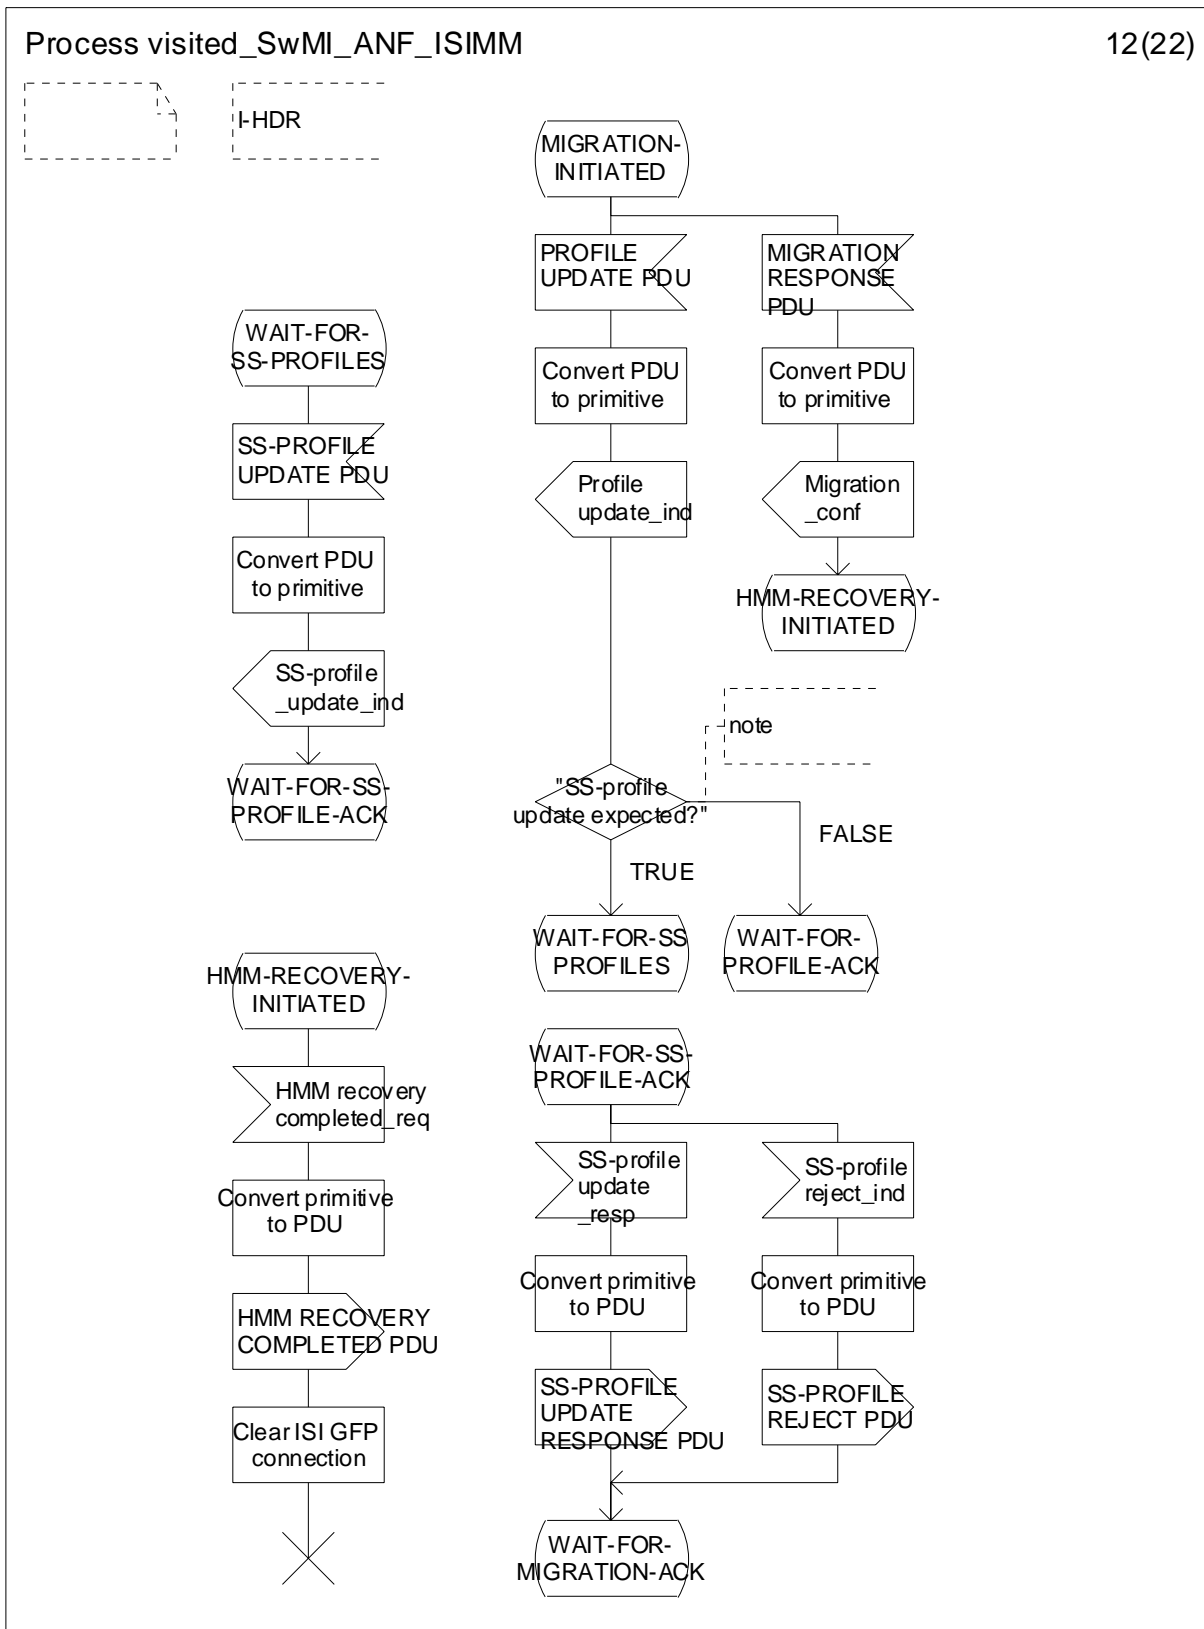 Process visited_SwMI_ANF_ISIMM
12(22)
I-HDR
MIGRATION-
INITIATED
PROFILE
UPDATE PDU
MIGRATION
RESPONSE
PDU
Convert PDU
to primitive
Convert PDU
to primitive
Profile
update_ind
Migration
_conf
HMM-RECOVERY-
INITIATED
WAIT-FOR-
SS-PROFILES
SS-PROFILE
UPDATE PDU
Convert PDU
to primitive
SS-profile
_update_ind
WAIT-FOR-SS-
PROFILE-ACK
note
"SS-profile
update expected?"
FALSE
TRUE
WAIT-FOR-SS
PROFILES
WAIT-FOR-
PROFILE-ACK
HMM-RECOVERY-
INITIATED
HMM recovery
completed_req
Convert primitive
to PDU
HMM RECOVERY
COMPLETED PDU
Clear ISI GFP
connection
WAIT-FOR-SS-
PROFILE-ACK
SS-profile
update
_resp
SS-profile
reject_ind
Convert primitive
to PDU
Convert primitive
to PDU
SS-PROFILE
UPDATE
RESPONSE PDU
SS-PROFILE
REJECT PDU
WAIT-FOR-
MIGRATION-ACK